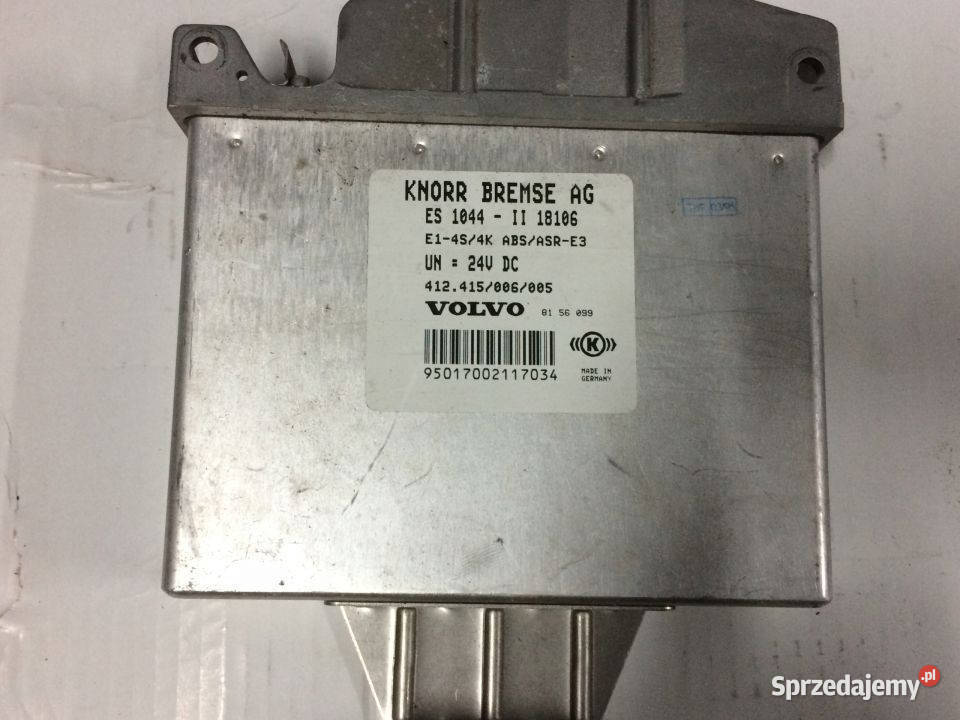 KNORR BREMSE AG
ES 1044 - II 18106
E1-4S/4K ABS/ASR-E3
UN = 24V DC
412.415/006/005
VOLVO 81 56 099
95017002117034
K
MADE IN
GERMANY
Sprzedajemy.pl